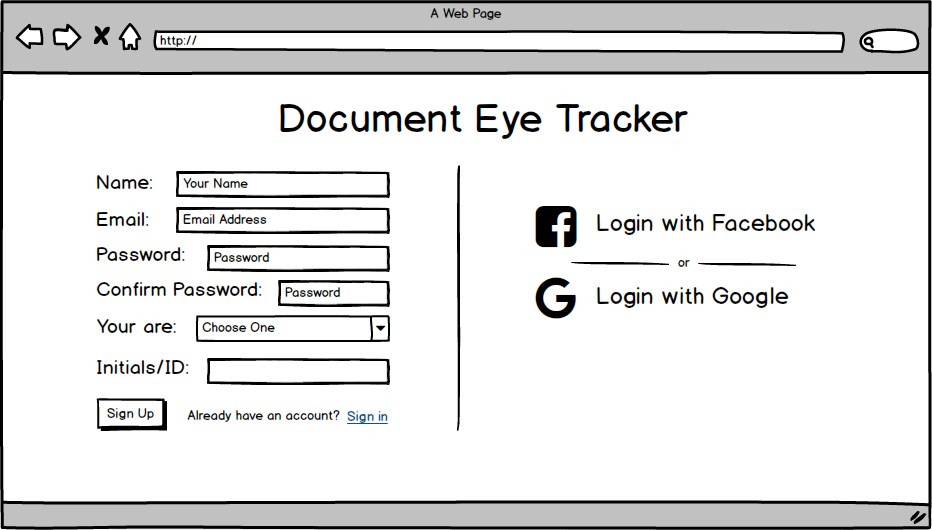 A Web Page
http://
Document Eye Tracker
Name: Your Name
Email: Email Address
Password: Password
Confirm Password: Password
Your are: Choose One
Initials/ID:
Sign Up Already have an account? Sign in
Login with Facebook
or
Login with Google